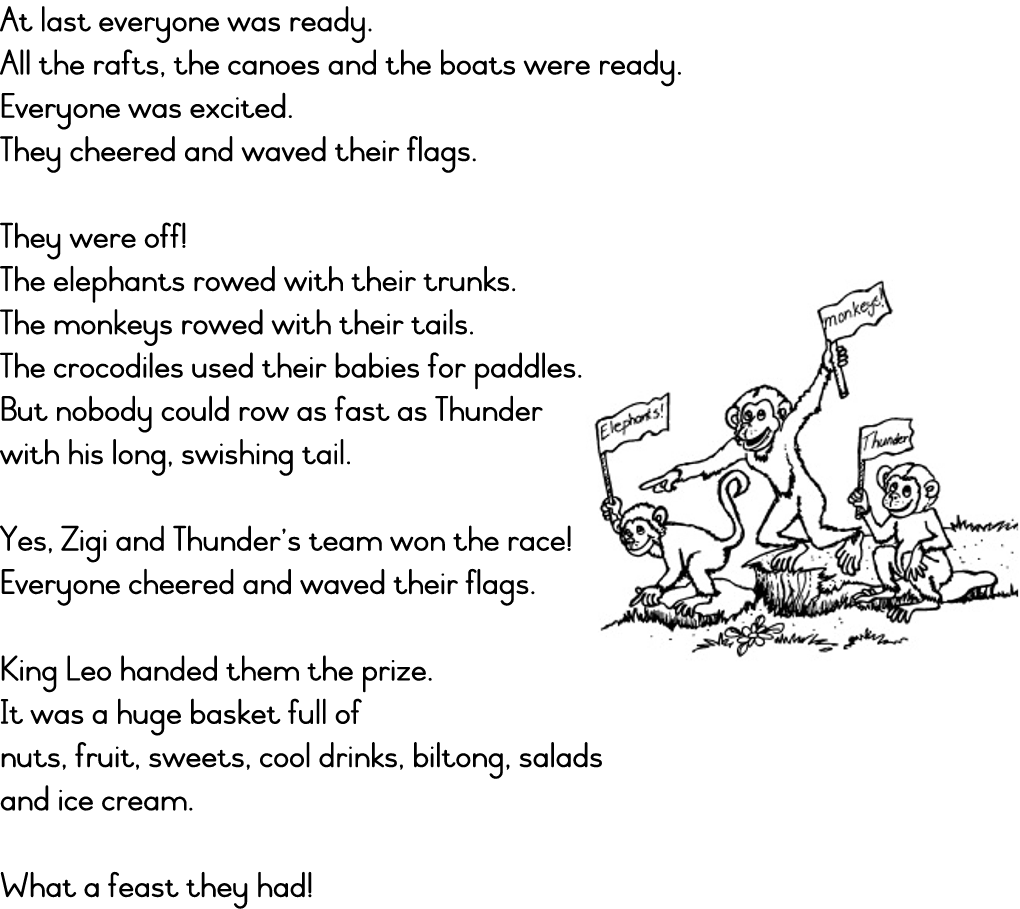 At last everyone was ready.
All the rafts, the canoes and the boats were ready.
Everyone was excited.
They cheered and waved their flags.
They were off!
The elephants rowed with their trunks.
The monkeys rowed with their tails.
The crocodiles used their babies for paddles.
But nobody could row as fast as Thunder
with his long, swishing tail.
Yes, Zigi and Thunder's team won the race!
Everyone cheered and waved their flags.
King Leo handed them the prize.
It was a huge basket full of
nuts, fruit, sweets, cool drinks, biltong, salads
and ice cream.
What a feast they had!
monkeys!
Elephants!
Thunder